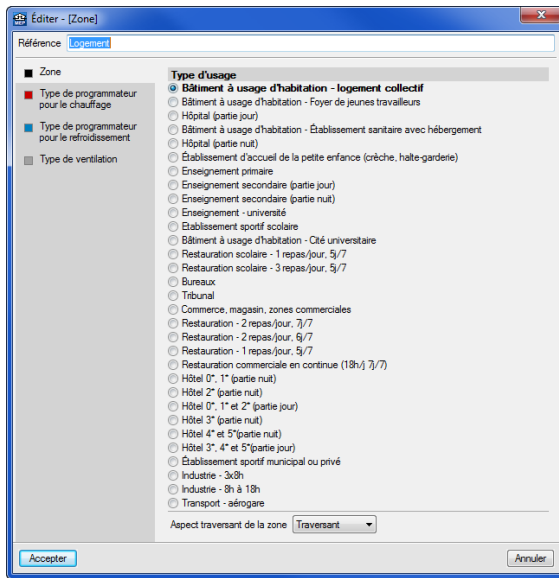 Éditer - [Zone]
Référence Logement
Zone
Type de programmateur
pour le chauffage
Type de programmateur
pour le refroidissement
Type de ventilation
Type d'usage
Bâtiment à usage d'habitation - logement collectif
Bâtiment à usage d'habitation - Foyer de jeunes travailleurs
Hôpital (partie jour)
Bâtiment à usage d'habitation - Établissement sanitaire avec hébergement
Hôpital (partie nuit)
Établissement d'accueil de la petite enfance (crèche, halte-garderie)
Enseignement primaire
Enseignement secondaire (partie jour)
Enseignement secondaire (partie nuit)
Enseignement - université
Etablissement sportif scolaire
Bâtiment à usage d'habitation - Cité universitaire
Restauration scolaire - 1 repas/jour, 5j/7
Restauration scolaire - 3 repas/jour, 5j/7
Bureaux
Tribunal
Commerce, magasin, zones commerciales
Restauration - 2 repas/jour, 7j/7
Restauration - 2 repas/jour, 6j/7
Restauration - 1 repas/jour, 5j/7
Restauration commerciale en continue (18h/j 7j/7)
Hôtel 0*, 1* (partie nuit)
Hôtel 2* (partie nuit)
Hôtel 0*, 1* et 2* (partie jour)
Hôtel 3* (partie nuit)
Hôtel 4* et 5*(partie nuit)
Hôtel 3*, 4* et 5*(partie jour)
Établissement sportif municipal ou privé
Industrie - 3x8h
Industrie - 8h à 18h
Transport - aérogare
Aspect traversant de la zone Traversant
Accepter
Annuler